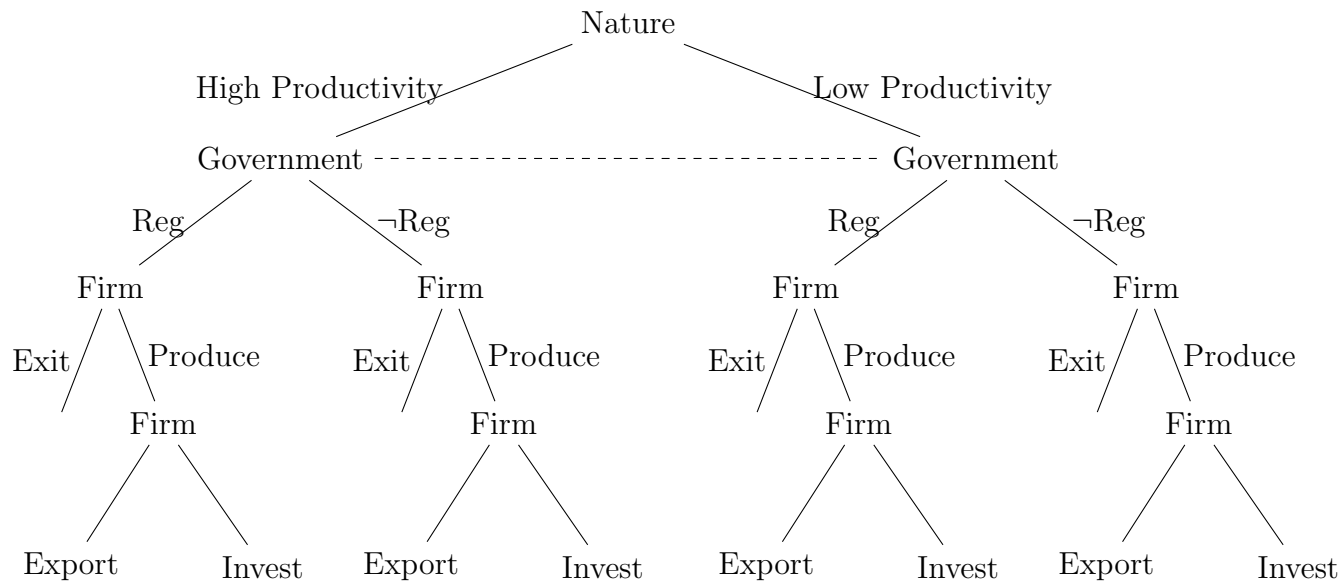 Nature
High Productivity Low Productivity
Government Government
Reg ¬Reg Reg ¬Reg
Firm Firm Firm Firm
Exit Produce Exit Produce Exit Produce Exit Produce
Firm Firm Firm Firm
Export Invest Export Invest Export Invest Export Invest